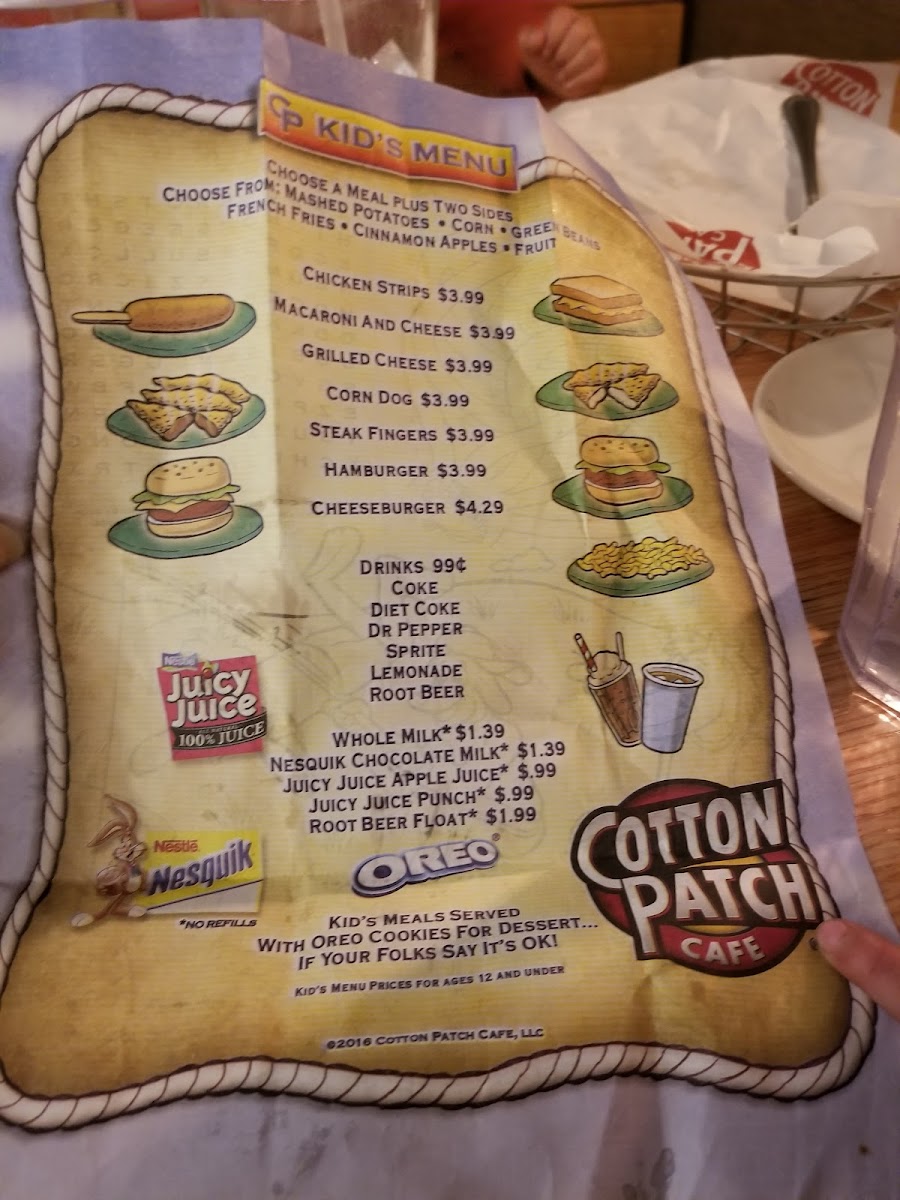 CP KID'S MENU
CHOOSE A MEAL PLUS TWO SIDES
CHOOSE FROM: MASHED POTATOES • CORN • GREEN BEANS
FRENCH FRIES • CINNAMON APPLES • FRUIT
CHICKEN STRIPS $3.99
MACARONI AND CHEESE $3.99
GRILLED CHEESE $3.99
CORN DOG $3.99
STEAK FINGERS $3.99
HAMBURGER $3.99
CHEESEBURGER $4.29
DRINKS 99¢
COKE
DIET COKE
DR PEPPER
SPRITE
LEMONADE
ROOT BEER
Nestlé
Juicy
Juice
100% JUICE
WHOLE MILK* $1.39
NESQUIK CHOCOLATE MILK* $1.39
JUICY JUICE APPLE JUICE* $.99
JUICY JUICE PUNCH* $.99
ROOT BEER FLOAT* $1.99
Nestlé
Nesquik
*NO REFILLS
OREO®
COTTON
PATCH
CAFE
KID'S MEALS SERVED
WITH OREO COOKIES FOR DESSERT...
IF YOUR FOLKS SAY IT'S OK!
KID'S MENU PRICES FOR AGES 12 AND UNDER
©2016 COTTON PATCH CAFE, LLC
COTTON